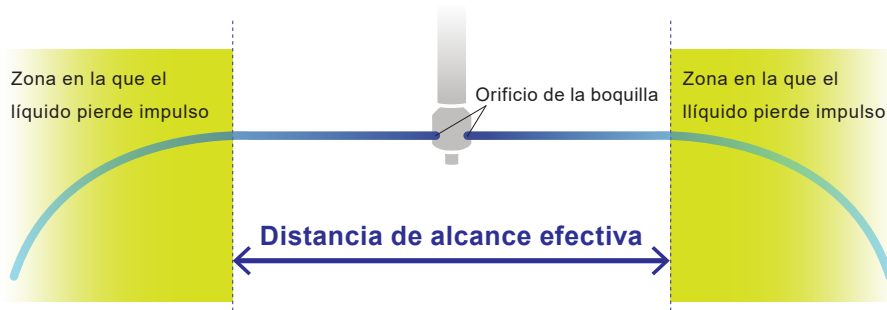 Zona en la que el
líquido pierde impulso
Orificio de la boquilla
Zona en la que el
llíquido pierde impulso
Distancia de alcance efectiva